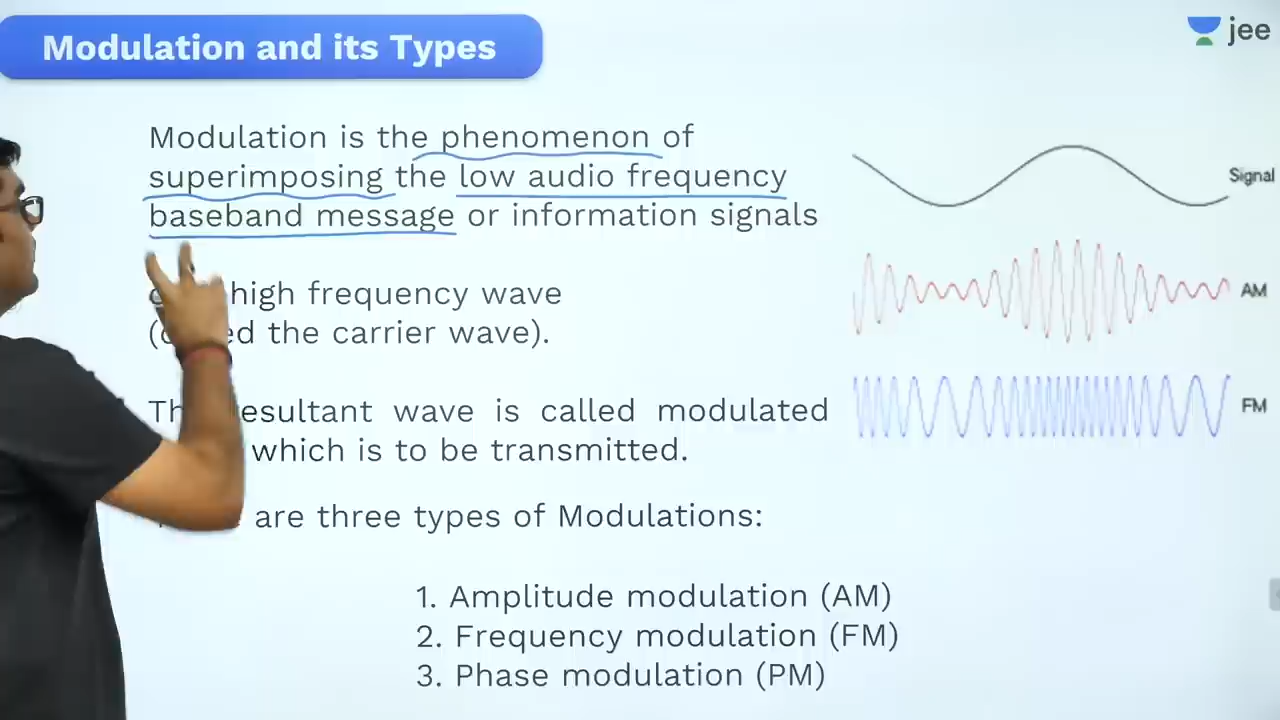 Modulation and its Types
jee
Modulation is the phenomenon of
superimposing the low audio frequency
baseband message or information signals
high frequency wave
the carrier wave).
wave is called modulated
which is to be transmitted.
are three types of Modulations:
1. Amplitude modulation (AM)
2. Frequency modulation (FM)
3. Phase modulation (PM)
Signal
AM
FM